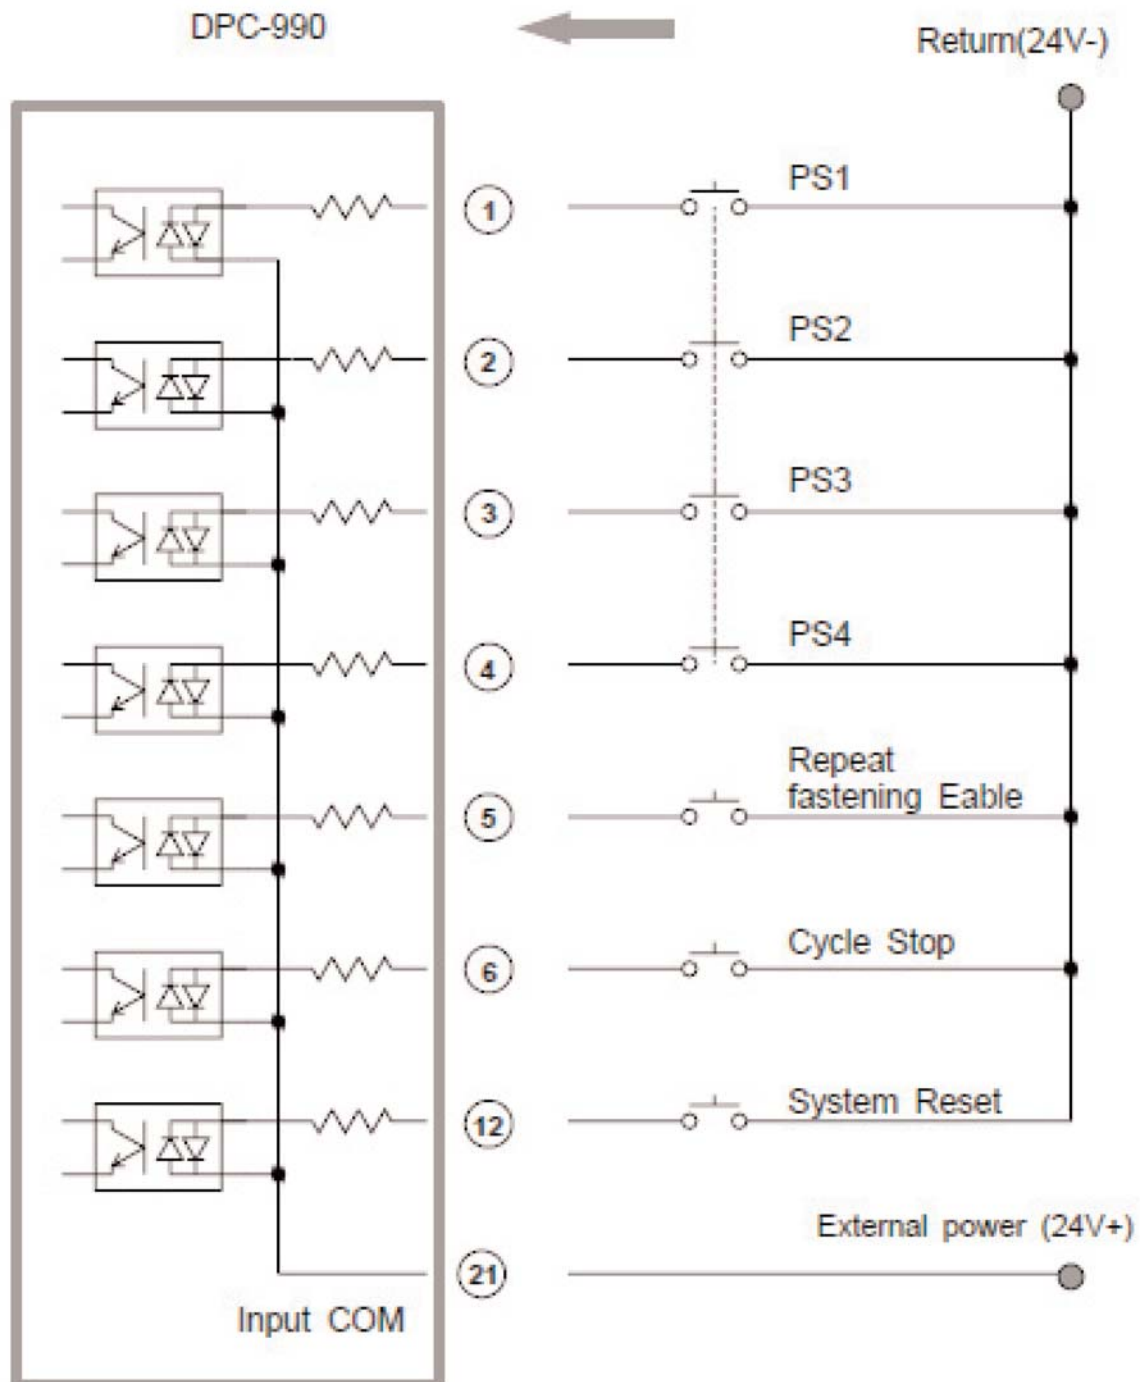 DPC-990
Return(24V-)
1
PS1
2
PS2
3
PS3
4
PS4
5
Repeat
fastening Eable
6
Cycle Stop
12
System Reset
External power (24V+)
21
Input COM